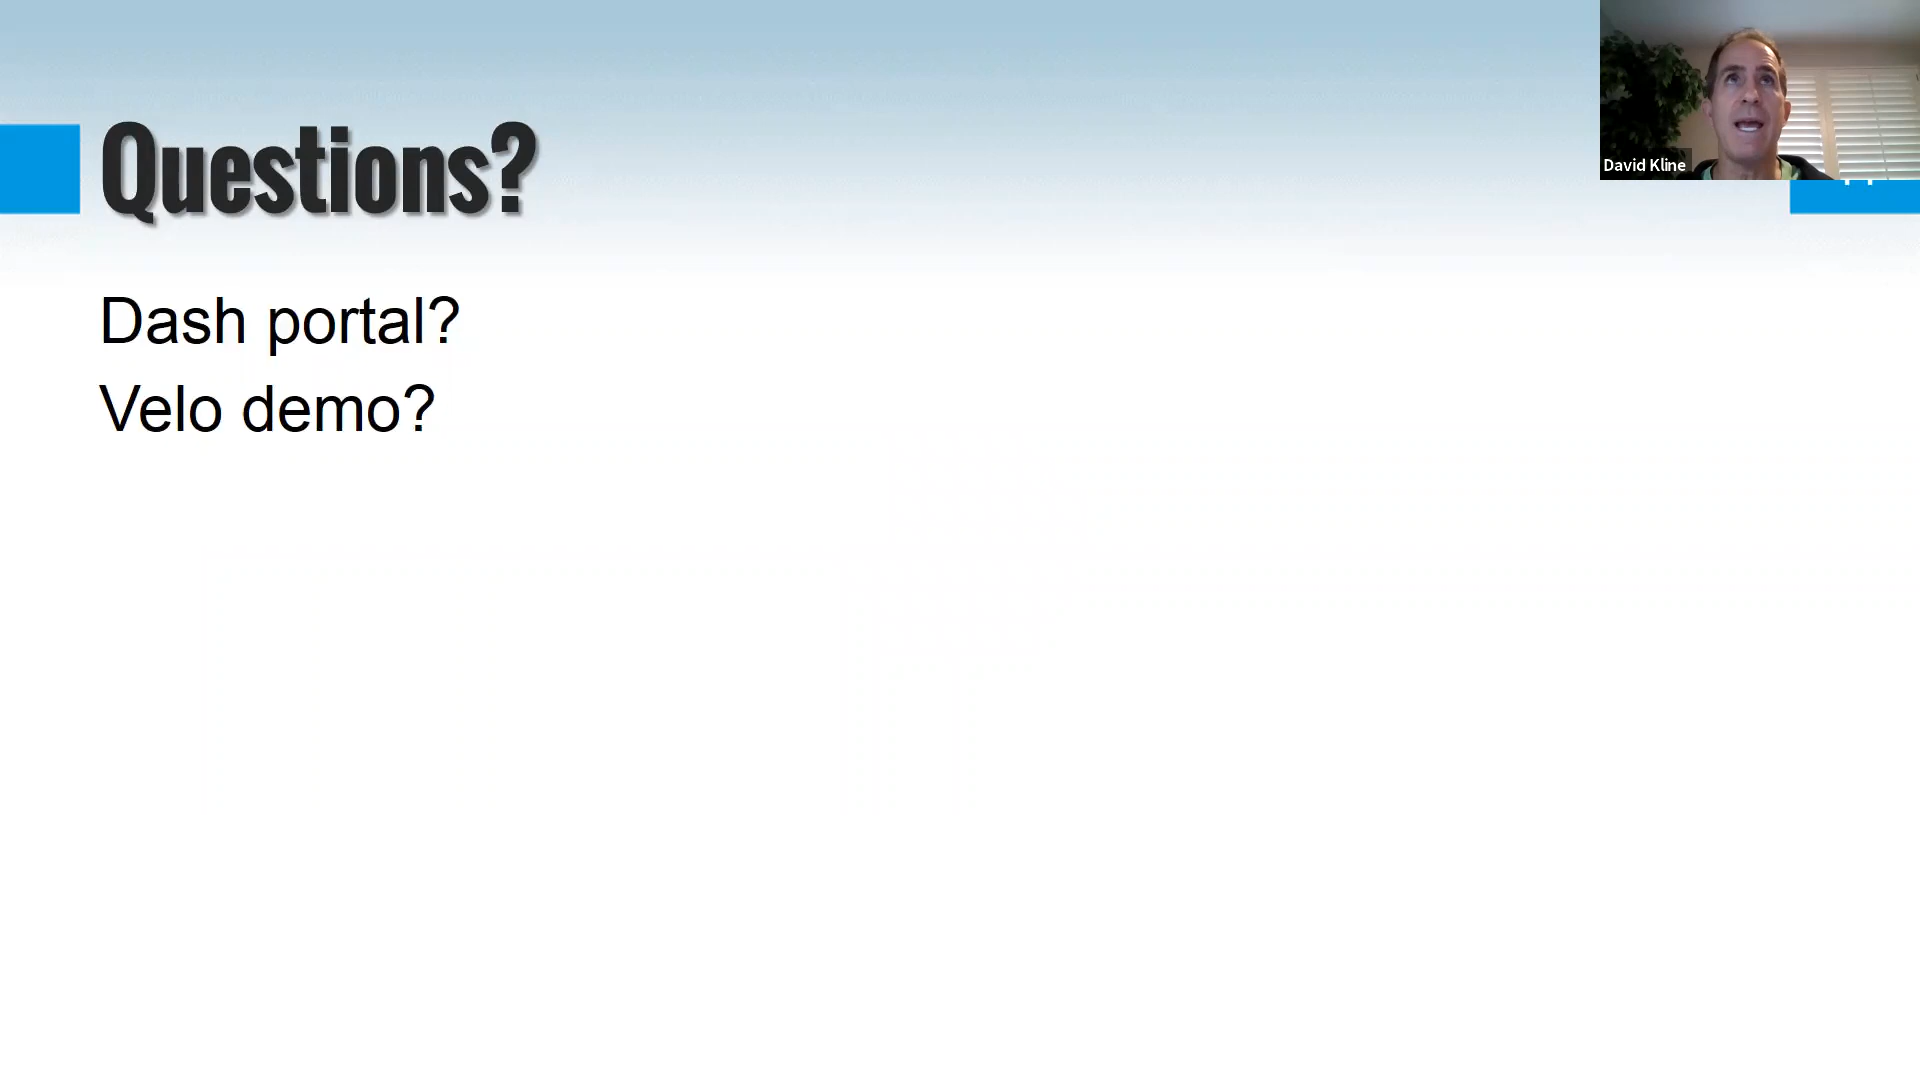 Questions?
David Kline
Dash portal?
Velo demo?